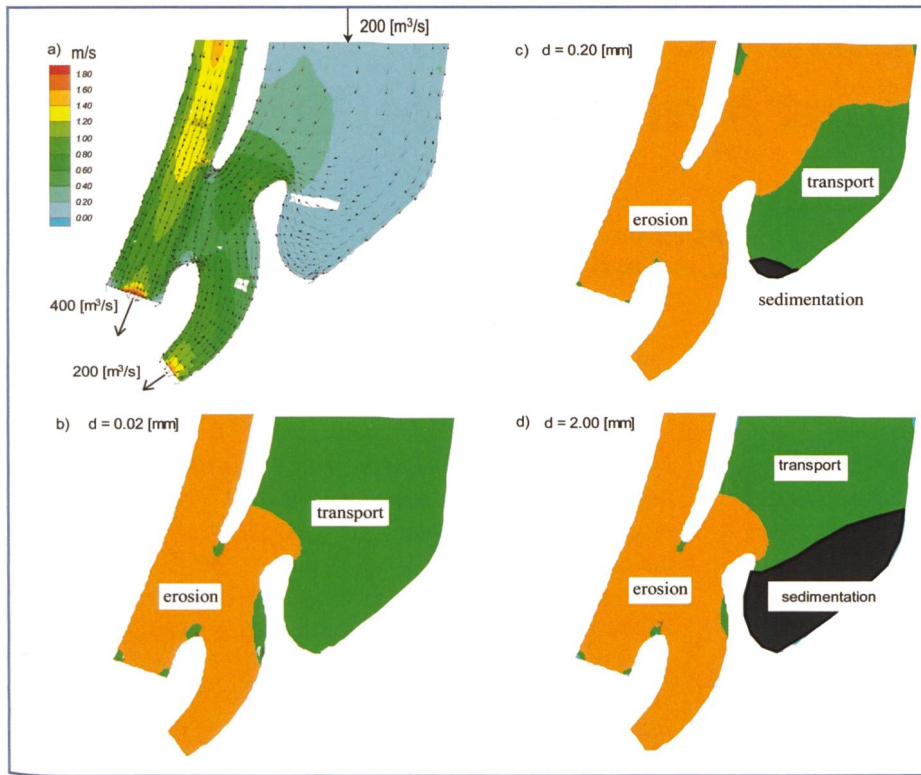 200 [m³/s]
a)
m/s
1.80
1.60
1.40
1.20
1.00
0.80
0.60
0.40
0.20
0.00
400 [m³/s]
200 [m³/s]
c) d = 0.20 [mm]
transport
erosion
sedimentation
b) d = 0.02 [mm]
transport
erosion
d) d = 2.00 [mm]
transport
erosion
sedimentation